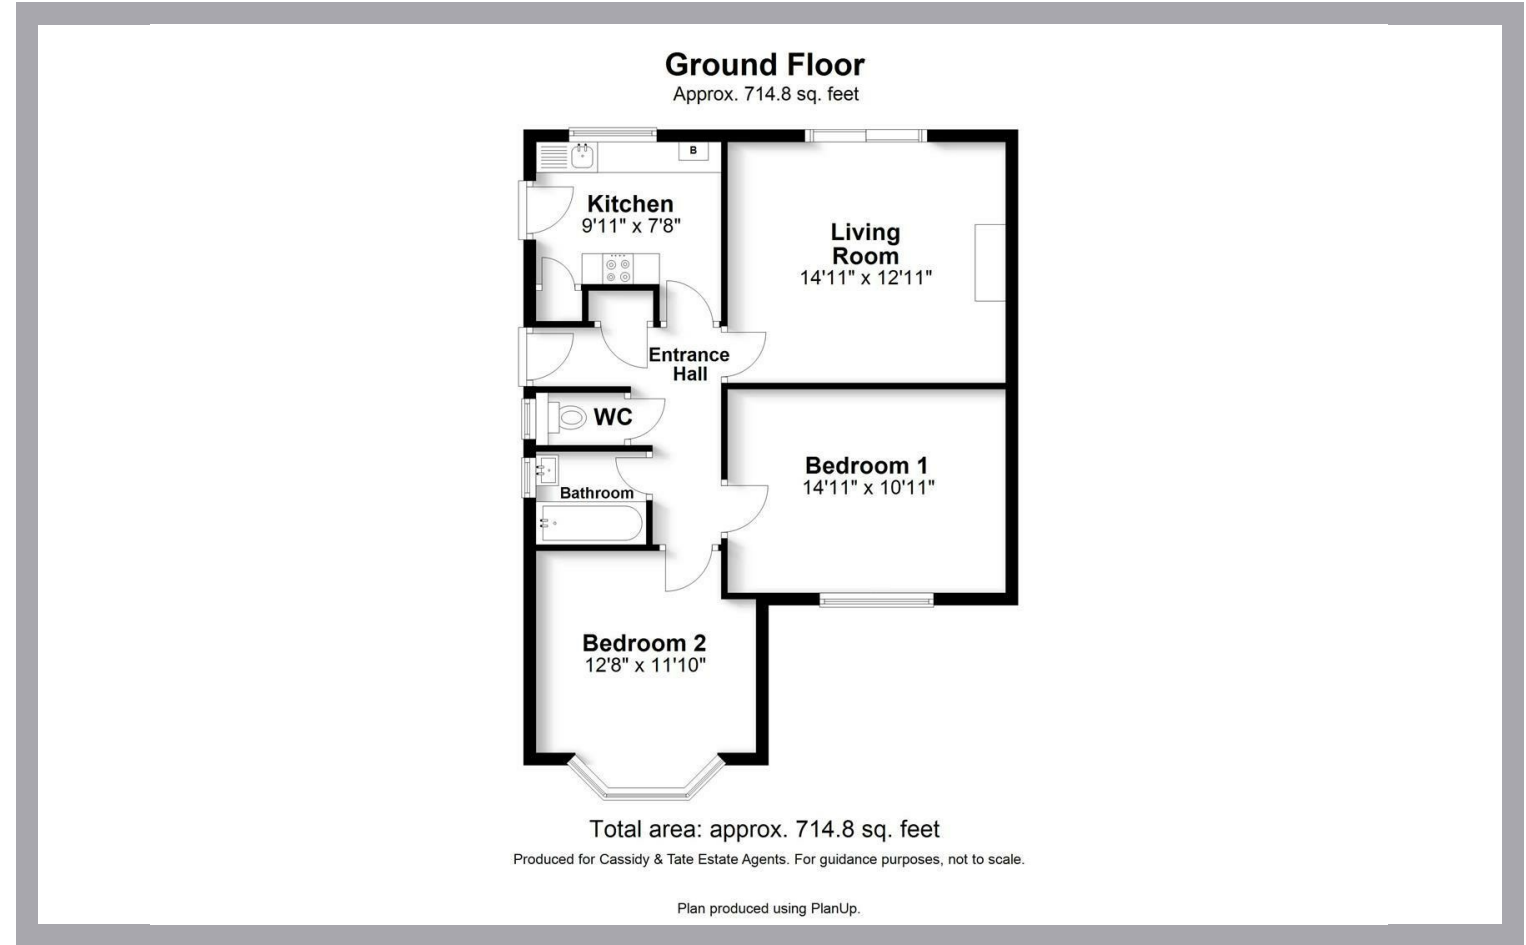 Ground Floor
Approx. 714.8 sq. feet
B
Kitchen
9'11" x 7'8"
Living
Room
14'11" x 12'11"
Entrance
Hall
WC
Bathroom
Bedroom 1
14'11" x 10'11"
Bedroom 2
12'8" x 11'10"
Total area: approx. 714.8 sq. feet
Produced for Cassidy & Tate Estate Agents. For guidance purposes, not to scale.
Plan produced using PlanUp.